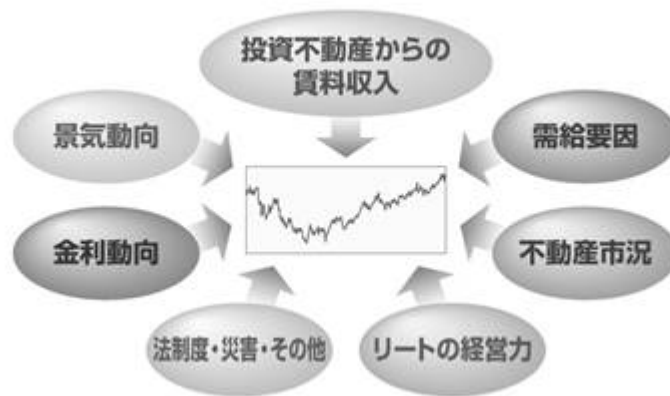 投資不動産からの
賃料収入
景気動向
需給要因
金利動向
不動産市況
法制度・災害・その他
リートの経営力